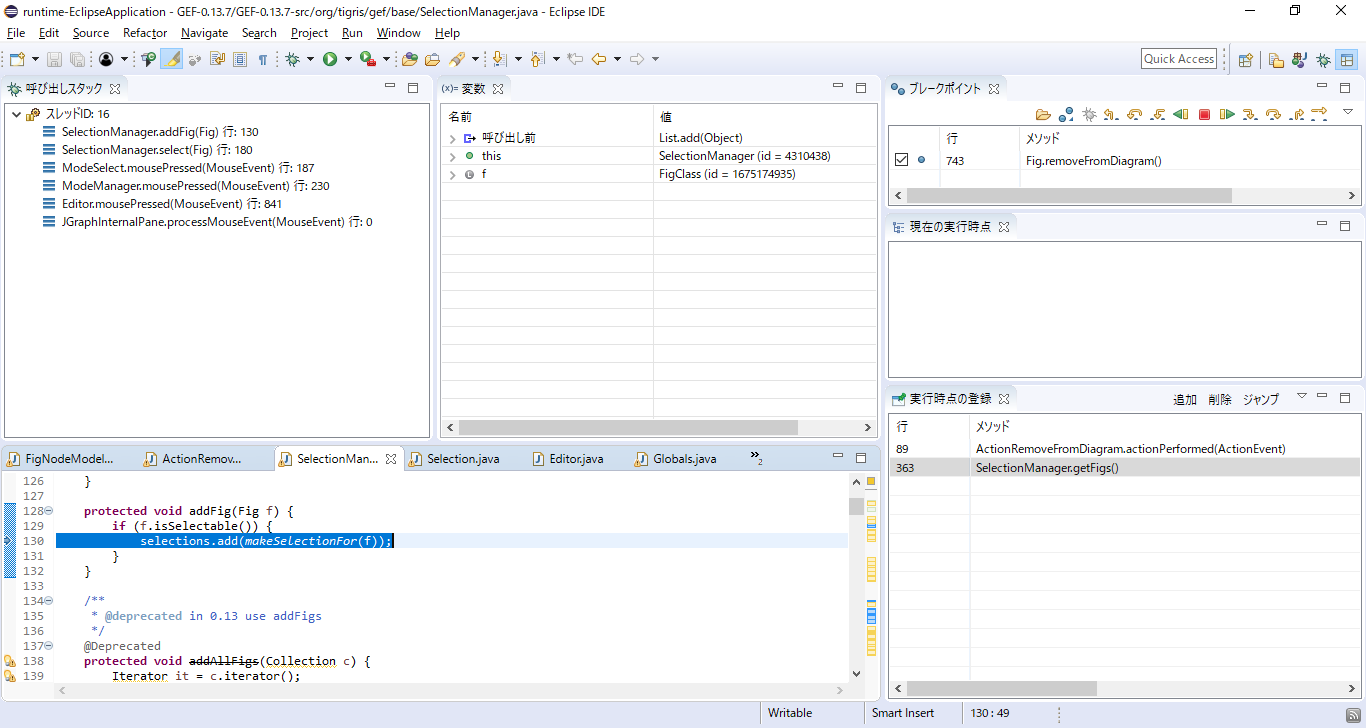 runtime-EclipseApplication - GEF-0.13.7/GEF-0.13.7-src/org/tigris/gef/base/SelectionManager.java - Eclipse IDE
File Edit Source Refactor Navigate Search Project Run Window Help
Quick Access
呼び出しスタック
スレッドID: 16
SelectionManager.addFig(Fig) 行: 130
SelectionManager.select(Fig) 行: 180
ModeSelect.mousePressed(MouseEvent) 行: 187
ModeManager.mousePressed(MouseEvent) 行: 230
Editor.mousePressed(MouseEvent) 行: 841
JGraphInternalPane.processMouseEvent(MouseEvent) 行: 0
(x)= 変数
名前 値
呼び出し前 List.add(Object)
this SelectionManager (id = 4310438)
f FigClass (id = 1675174935)
ブレークポイント
行 メソッド
743 Fig.removeFromDiagram()
現在の実行時点
実行時点の登録 追加 削除 ジャンプ
行 メソッド
89 ActionRemoveFromDiagram.actionPerformed(ActionEvent)
363 SelectionManager.getFigs()
FigNodeModel... ActionRemov... SelectionMan... Selection.java Editor.java Globals.java »2
126 }
127
128 protected void addFig(Fig f) {
129 if (f.isSelectable()) {
130 selections.add(makeSelectionFor(f));
131 }
132 }
133
134 /**
135 * @deprecated in 0.13 use addFigs
136 */
137 @Deprecated
138 protected void addAllFigs(Collection c) {
139 Iterator it = c.iterator();
Writable Smart Insert 130 : 49